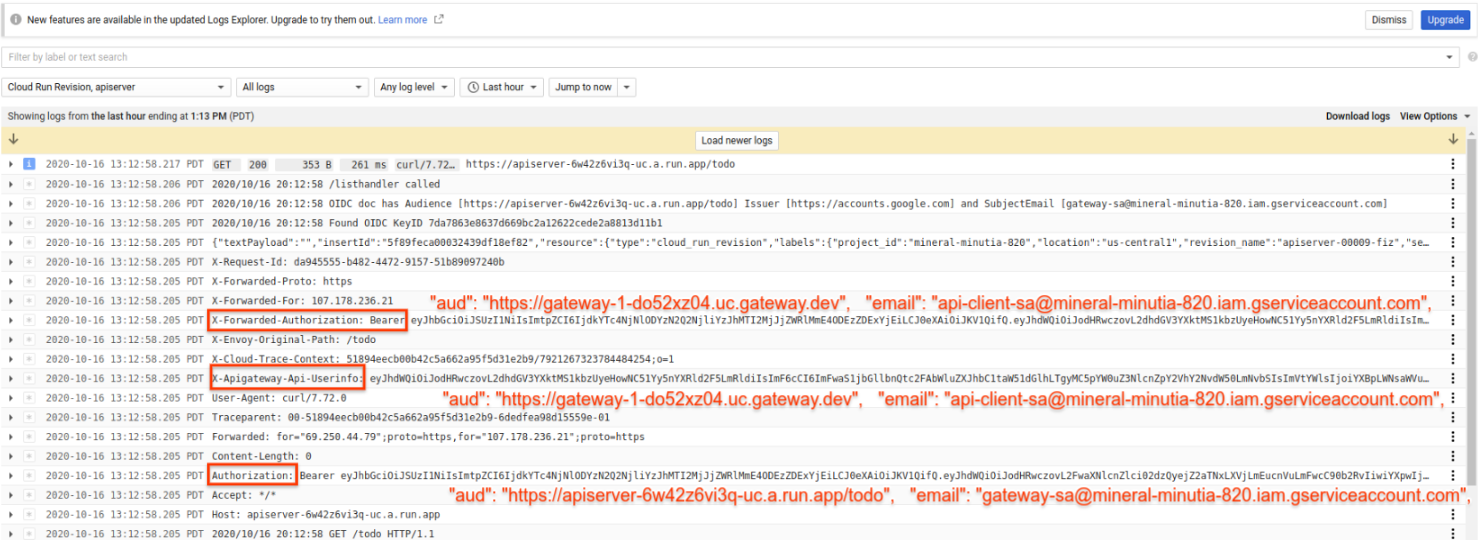 New features are available in the updated Logs Explorer. Upgrade to try them out. Learn more Dismiss Upgrade
Filter by label or text search
Cloud Run Revision, apiserver All logs Any log level Last hour Jump to now
Showing logs from the last hour ending at 1:13 PM (PDT) Download logs View Options
Load newer logs
2020-10-16 13:12:58.217 PDT GET 200 353 B 261 ms curl/7.72… https://apiserver-6w42z6vi3q-uc.a.run.app/todo
2020-10-16 13:12:58.206 PDT 2020/10/16 20:12:58 /listhandler called
2020-10-16 13:12:58.206 PDT 2020/10/16 20:12:58 OIDC doc has Audience [https://apiserver-6w42z6vi3q-uc.a.run.app/todo] Issuer [https://accounts.google.com] and SubjectEmail [gateway-sa@mineral-minutia-820.iam.gserviceaccount.com]
2020-10-16 13:12:58.205 PDT 2020/10/16 20:12:58 Found OIDC KeyID 7da7863e8637d669bc2a12622cede2a8813d11b1
2020-10-16 13:12:58.205 PDT {"textPayload":"","insertId":"5f89feca00032439df18ef82","resource":{"type":"cloud_run_revision","labels":{"project_id":"mineral-minutia-820","location":"us-central1","revision_name":"apiserver-00009-fiz","se…
2020-10-16 13:12:58.205 PDT X-Request-Id: da945555-b482-4472-9157-51b89097240b
2020-10-16 13:12:58.205 PDT X-Forwarded-Proto: https
2020-10-16 13:12:58.205 PDT X-Forwarded-For: 107.178.236.21 "aud": "https://gateway-1-do52xz04.uc.gateway.dev", "email": "api-client-sa@mineral-minutia-820.iam.gserviceaccount.com",
2020-10-16 13:12:58.205 PDT X-Forwarded-Authorization: Bearer
2020-10-16 13:12:58.205 PDT X-Envoy-Original-Path: /todo
2020-10-16 13:12:58.205 PDT X-Cloud-Trace-Context: 51894eecb00b42c5a662a95f5d31e2b9/7921267323784484254;o=1
2020-10-16 13:12:58.205 PDT X-Apigateway-Api-Userinfo:
2020-10-16 13:12:58.205 PDT User-Agent: curl/7.72.0 "aud": "https://gateway-1-do52xz04.uc.gateway.dev", "email": "api-client-sa@mineral-minutia-820.iam.gserviceaccount.com",
2020-10-16 13:12:58.205 PDT Traceparent: 00-51894eecb00b42c5a662a95f5d31e2b9-6dedfea98d15559e-01
2020-10-16 13:12:58.205 PDT Forwarded: for="69.250.44.79";proto=https,for="107.178.236.21";proto=https
2020-10-16 13:12:58.205 PDT Content-Length: 0
2020-10-16 13:12:58.205 PDT Authorization: Bearer
2020-10-16 13:12:58.205 PDT Accept: */* "aud": "https://apiserver-6w42z6vi3q-uc.a.run.app/todo", "email": "gateway-sa@mineral-minutia-820.iam.gserviceaccount.com",
2020-10-16 13:12:58.205 PDT Host: apiserver-6w42z6vi3q-uc.a.run.app
2020-10-16 13:12:58.205 PDT 2020/10/16 20:12:58 GET /todo HTTP/1.1